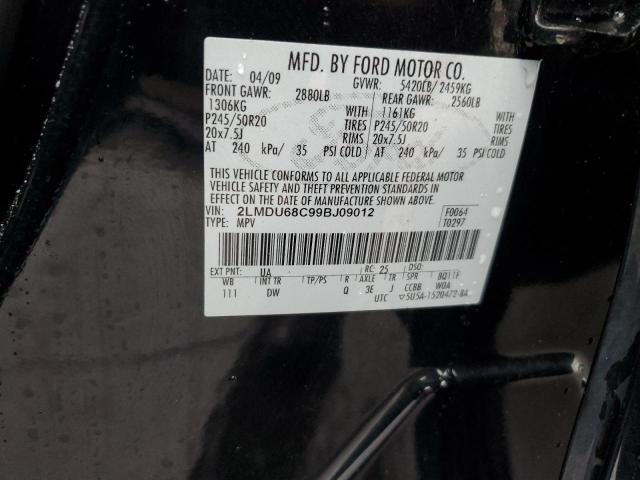 MFD. BY FORD MOTOR CO.
DATE: 04/09 GVWR: 5420LB/ 2459KG
FRONT GAWR: 2880LB REAR GAWR: 2560LB
1306KG WITH 1161KG WITH
P245/50R20 TIRES P245/50R20 TIRES
20x7.5J RIMS 20x7.5J RIMS
AT 240 kPa/ 35 PSI COLD AT 240 kPa/ 35 PSI COLD
THIS VEHICLE CONFORMS TO ALL APPLICABLE FEDERAL MOTOR
VEHICLE SAFETY AND THEFT PREVENTION STANDARDS IN
EFFECT ON THE DATE OF MANUFACTURE SHOWN ABOVE.
VIN: 2LMDU68C99BJ09012 F0064
TYPE: MPV T0297
EXT PNT: UA RC: 25 DSO:
WB INT TR TP/PS R AXLE TR SPR BQ11F
111 DW Q 3E J CCBB WOA
UTC 5U5A-1520472-BA